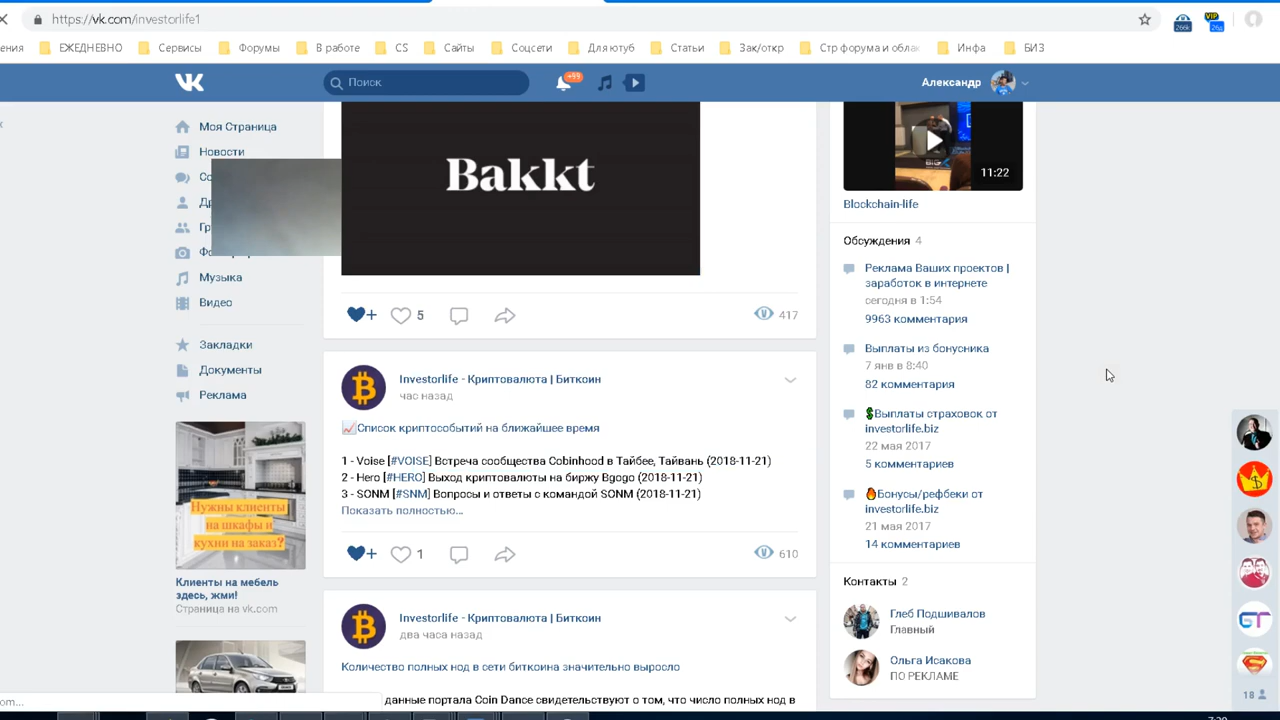 https://vk.com/investorlife1
266k
VIP
26д
ения
ЕЖЕДНЕВНО
Сервисы
Форумы
В работе
CS
Сайты
Соцсети
Для ютуб
Статьи
Зак/откр
Стр форума и облак
Инфа
БИЗ
Поиск
+99
Александр
Моя Страница
Новости
Со
Др
Гр
Фо
Музыка
Видео
Закладки
Документы
Реклама
Нужны клиенты
на шкафы и
кухни на заказ?
Клиенты на мебель
здесь, жми!
Страница на vk.com
Bakkt
5
417
Investorlife - Криптовалюта | Биткоин
час назад
Список криптособытий на ближайшее время
1 - Voise [#VOISE] Встреча сообщества Cobinhood в Тайбее, Тайвань (2018-11-21)
2 - Hero [#HERO] Выход криптовалюты на биржу Bgogo (2018-11-21)
3 - SONM [#SNM] Вопросы и ответы с командой SONM (2018-11-21)
Показать полностью...
1
610
Investorlife - Криптовалюта | Биткоин
два часа назад
Количество полных нод в сети биткоина значительно выросло
данные портала Coin Dance свидетельствуют о том, что число полных нод в
11:22
Blockchain-life
Обсуждения 4
Реклама Ваших проектов |
заработок в интернете
сегодня в 1:54
9963 комментария
Выплаты из бонусника
7 янв в 8:40
82 комментария
Выплаты страховок от
investorlife.biz
22 мая 2017
5 комментариев
Бонусы/рефбеки от
investorlife.biz
21 мая 2017
14 комментариев
Контакты 2
Глеб Подшивалов
Главный
Ольга Исакова
ПО РЕКЛАМЕ
GT
18
om...